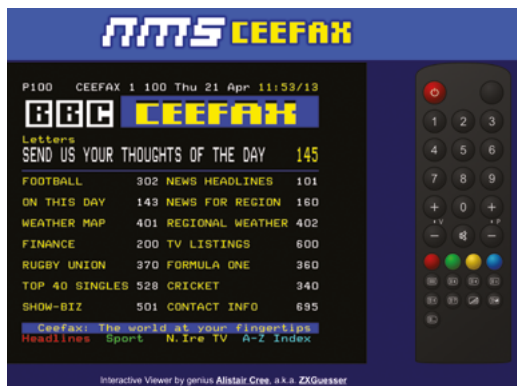 NMS CEEFAX
P100 CEEFAX 1 100 Thu 21 Apr 11:53/13
BBC CEEFAX
Letters
SEND US YOUR THOUGHTS OF THE DAY 145
FOOTBALL 302 NEWS HEADLINES 101
ON THIS DAY 143 NEWS FOR REGION 160
WEATHER MAP 401 REGIONAL WEATHER 402
FINANCE 200 TV LISTINGS 600
RUGBY UNION 370 FORMULA ONE 360
TOP 40 SINGLES 528 CRICKET 340
SHOW-BIZ 501 CONTACT INFO 695
Ceefax: The world at your fingertips
Headlines Sport N.Ire TV A-Z Index
1 2 3
4 5 6
7 8 9
+ 0 +
V P
- -
Interactive Viewer by genius Alistair Cree, a.k.a. ZXGuesser